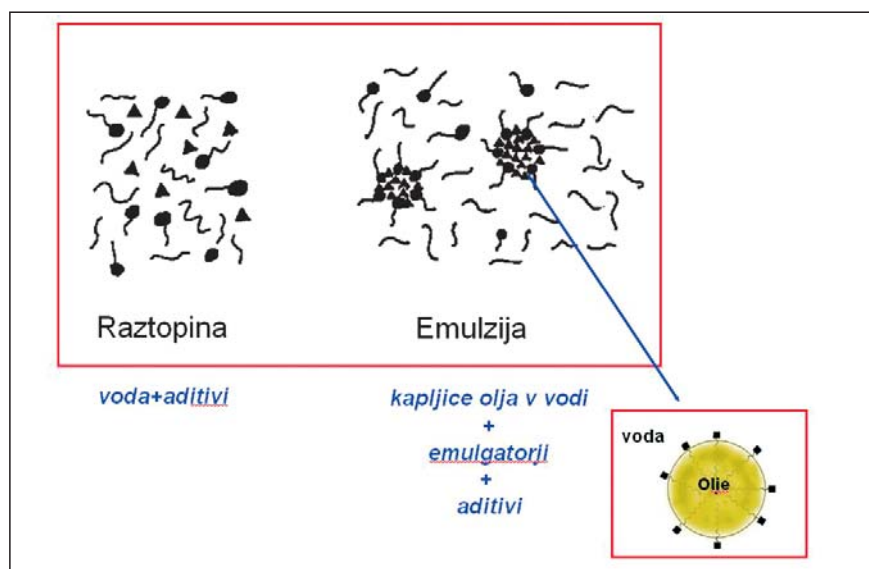 Raztopina
Emulzija
voda+aditivi
kapljice olja v vodi
+
emulgatorji
+
aditivi
voda
Olje